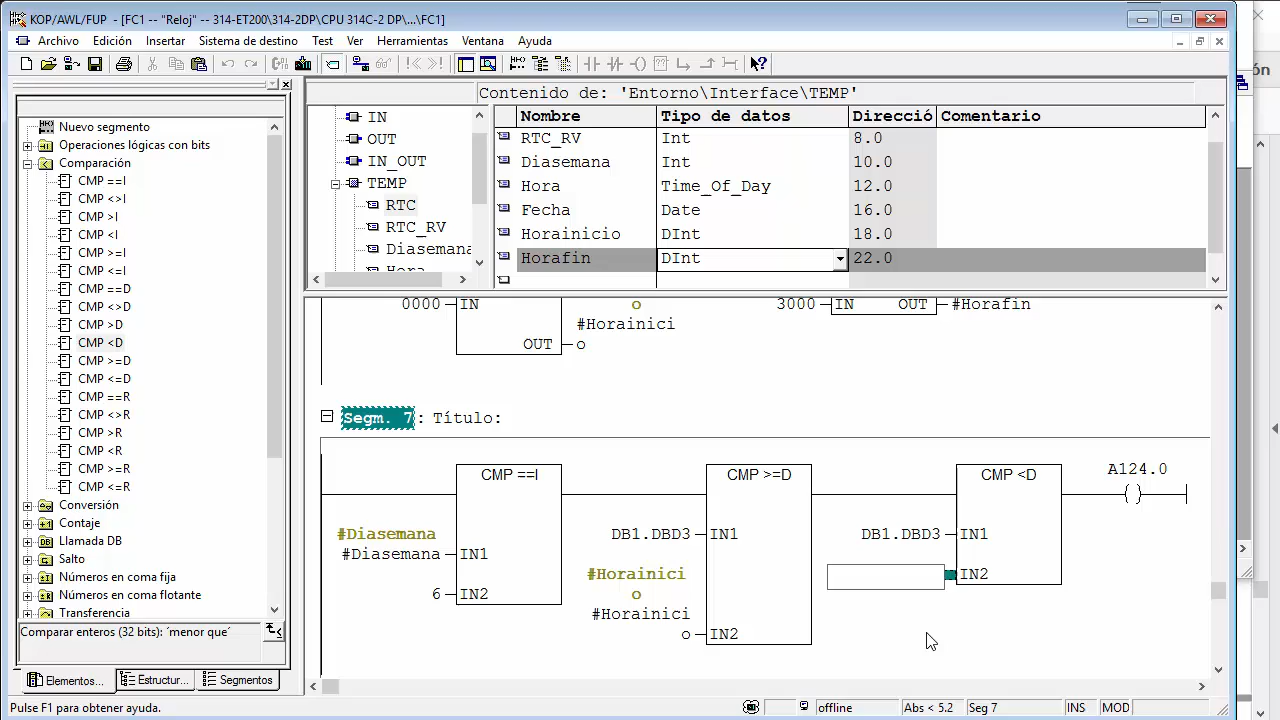 KOP/AWL/FUP - [FC1 -- "Reloj" -- 314-ET200\314-2DP\CPU 314C-2 DP\...\FC1]
Archivo Edición Insertar Sistema de destino Test Ver Herramientas Ventana Ayuda
ón
Contenido de: 'Entorno\Interface\TEMP'
IN
OUT
IN_OUT
TEMP
RTC
RTC_RV
Diasemana
Hora
Nombre Tipo de datos Direcció Comentario
RTC_RV Int 8.0
Diasemana Int 10.0
Hora Time_Of_Day 12.0
Fecha Date 16.0
Horainicio DInt 18.0
Horafin DInt 22.0
Nuevo segmento
Operaciones lógicas con bits
Comparación
CMP ==I
CMP <>I
CMP >I
CMP <I
CMP >=I
CMP <=I
CMP ==D
CMP <>D
CMP >D
CMP <D
CMP >=D
CMP <=D
CMP ==R
CMP <>R
CMP >R
CMP <R
CMP >=R
CMP <=R
Conversión
Contaje
Llamada DB
Salto
Números en coma fija
Números en coma flotante
Transferencia
Comparar enteros (32 bits): ´menor que´
Elementos... Estructur... Segmentos
0000 IN o 3000 IN OUT #Horafin
#Horainici
OUT o
Segm. 7 : Título:
CMP ==I CMP >=D CMP <D A124.0
#Diasemana DB1.DBD3 IN1 DB1.DBD3 IN1
#Diasemana IN1
#Horainici IN2
6 IN2 o
#Horainici
o IN2
Pulse F1 para obtener ayuda. offline Abs < 5.2 Seg 7 INS MOD